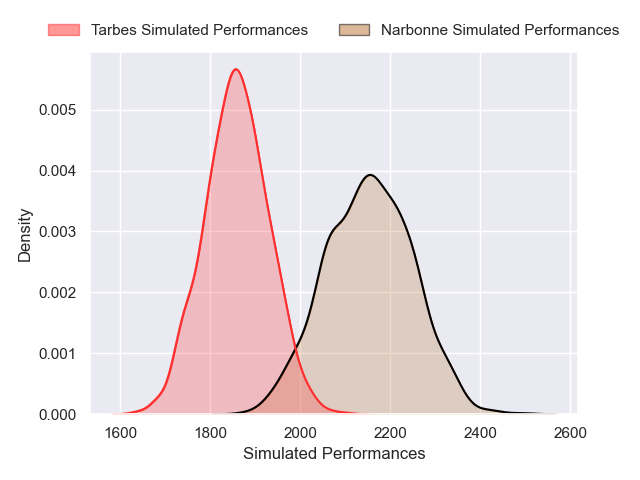 Tarbes Simulated Performances
Narbonne Simulated Performances
0.005
0.004
0.003
0.002
0.001
0.000
Density
1600 1800 2000 2200 2400 2600
Simulated Performances